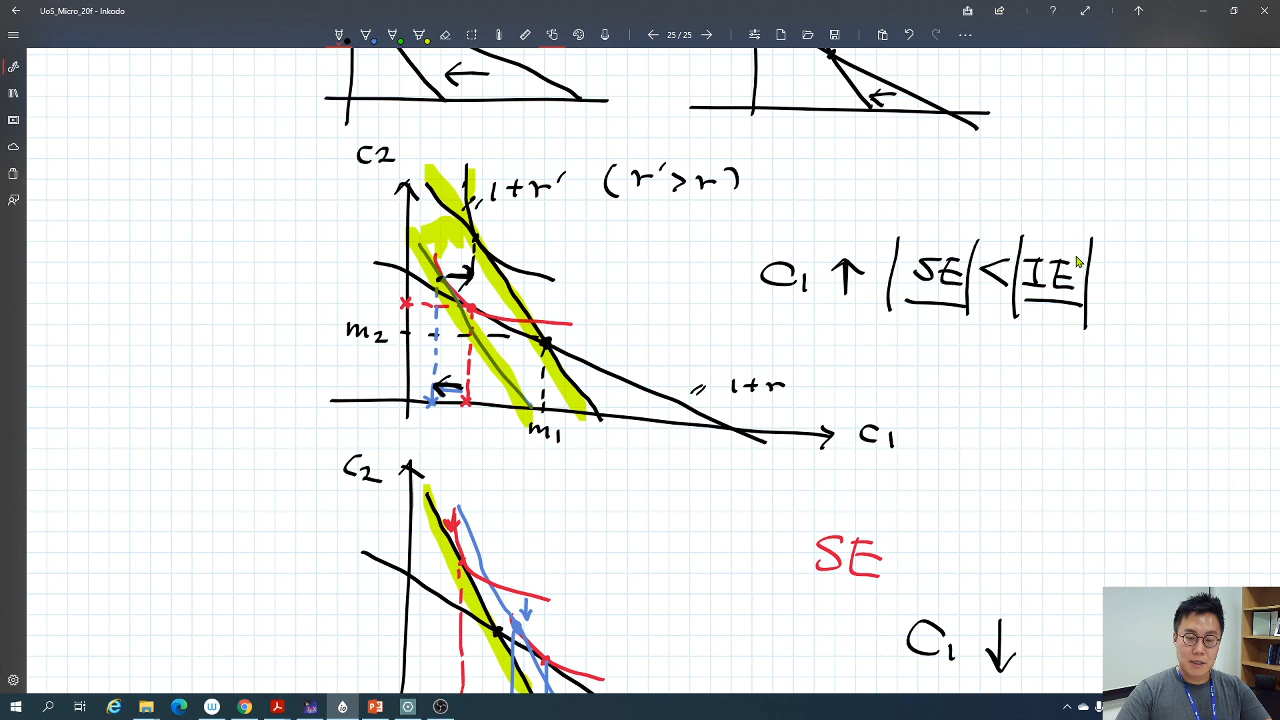 UoS_Micro_20f - Inkodo
25/25
C2
1+r' (r'>r)
C1 ↑ |SE|<|IE|
m2
1+r
m1
C1
C2
SE
C1 ↓